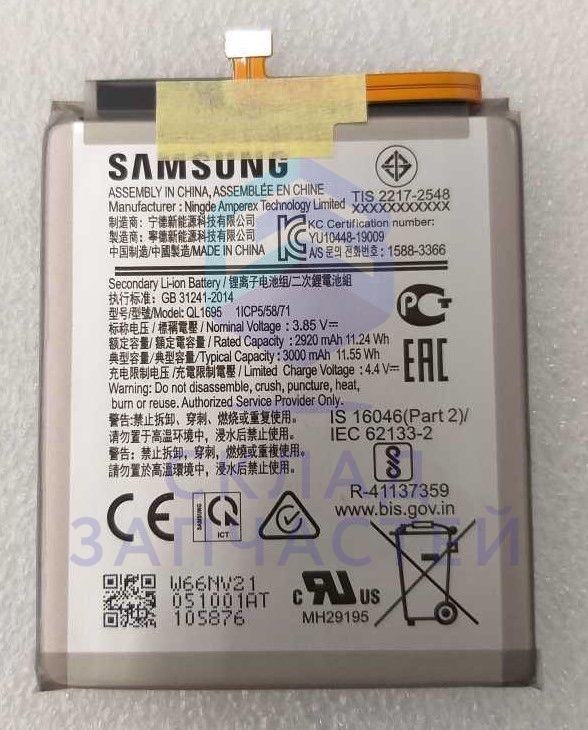 SAMSUNG
ASSEMBLY IN CHINA, ASSEMBLÉE EN CHINE
Manufacturer: Ningde Amperex Technology Limited
制造商: 宁德新能源科技有限公司
製造商: 寧德新能源科技有限公司
中国制造/中國製造/MADE IN CHINA
TIS 2217-2548
XXXXXXXXXXX
KC Certification number:
YU10448-19009
A/S 문의 전화번호 : 1588-3366
Secondary Li-ion Battery / 锂离子电池组/二次鋰電池組
执行标准: GB 31241-2014
型号/型號/Model: QL1695 1ICP5/58/71
标称电压 / 標稱電壓 / Nominal Voltage : 3.85 V
额定容量/ 額定容量 / Rated Capacity : 2920 mAh 11.24 Wh
典型容量/ 典型容量/Typical Capacity : 3000 mAh 11.55 Wh
充电限制电压 / 充電限制電壓 / Limited Charge Voltage : 4.4 V
Warning: Do not disassemble, crush, puncture, heat,
burn or reuse. Authorized Service Provider Only.
警告:禁止拆卸、穿刺、燃烧或重复使用。
请勿置于高温环境中, 浸水后禁止使用。
警告:禁止拆卸、穿刺、燃燒或重複使用。
請勿置於高溫環境中, 浸水後禁止使用。
PG
EAC
IS 16046(Part 2)/
IEC 62133-2
R-41137359
www.bis.gov.in
CE
SAMSUNG
ICT
W66NV21
051001AT
105876
c RU US
MH29195
СКЛАД
ЗАПЧАСТЕЙ